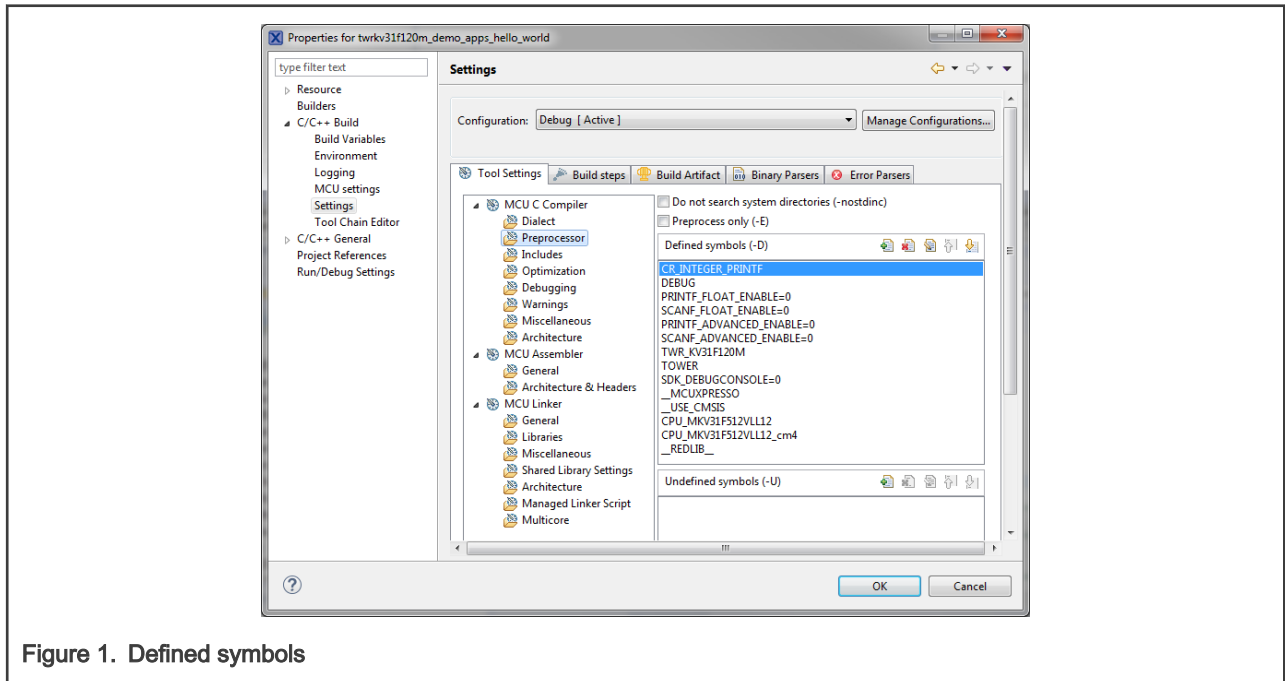 Properties for twrkv31f120m_demo_apps_hello_world
type filter text
Resource
Builders
C/C++ Build
Build Variables
Environment
Logging
MCU settings
Settings
Tool Chain Editor
C/C++ General
Project References
Run/Debug Settings
Settings
Configuration: Debug [ Active ] Manage Configurations...
Tool Settings Build steps Build Artifact Binary Parsers Error Parsers
MCU C Compiler
Dialect
Preprocessor
Includes
Optimization
Debugging
Warnings
Miscellaneous
Architecture
MCU Assembler
General
Architecture & Headers
MCU Linker
General
Libraries
Miscellaneous
Shared Library Settings
Architecture
Managed Linker Script
Multicore
Do not search system directories (-nostdinc)
Preprocess only (-E)
Defined symbols (-D)
CR_INTEGER_PRINTF
DEBUG
PRINTF_FLOAT_ENABLE=0
SCANF_FLOAT_ENABLE=0
PRINTF_ADVANCED_ENABLE=0
SCANF_ADVANCED_ENABLE=0
TWR_KV31F120M
TOWER
SDK_DEBUGCONSOLE=0
__MCUXPRESSO
__USE_CMSIS
CPU_MKV31F512VLL12
CPU_MKV31F512VLL12_cm4
__REDLIB__
Undefined symbols (-U)
OK Cancel
Figure 1. Defined symbols